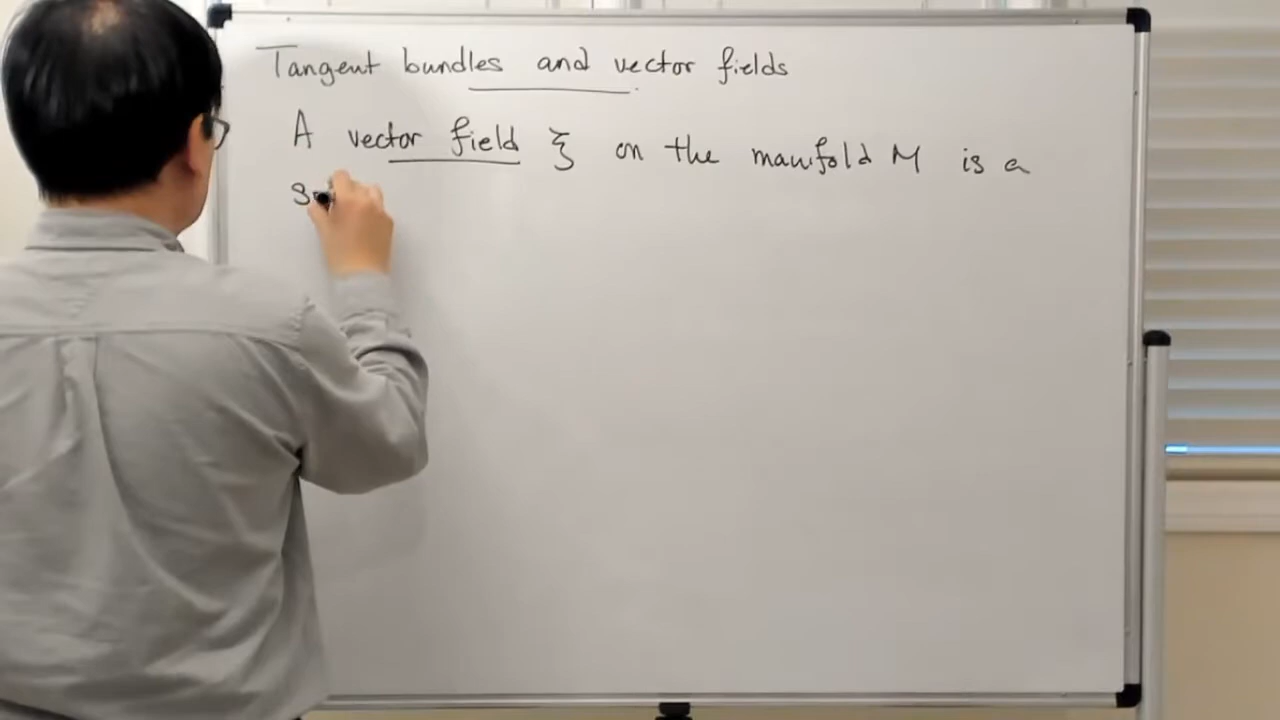 Tangent bundles and vector fields
A vector field ξ on the manifold M is a